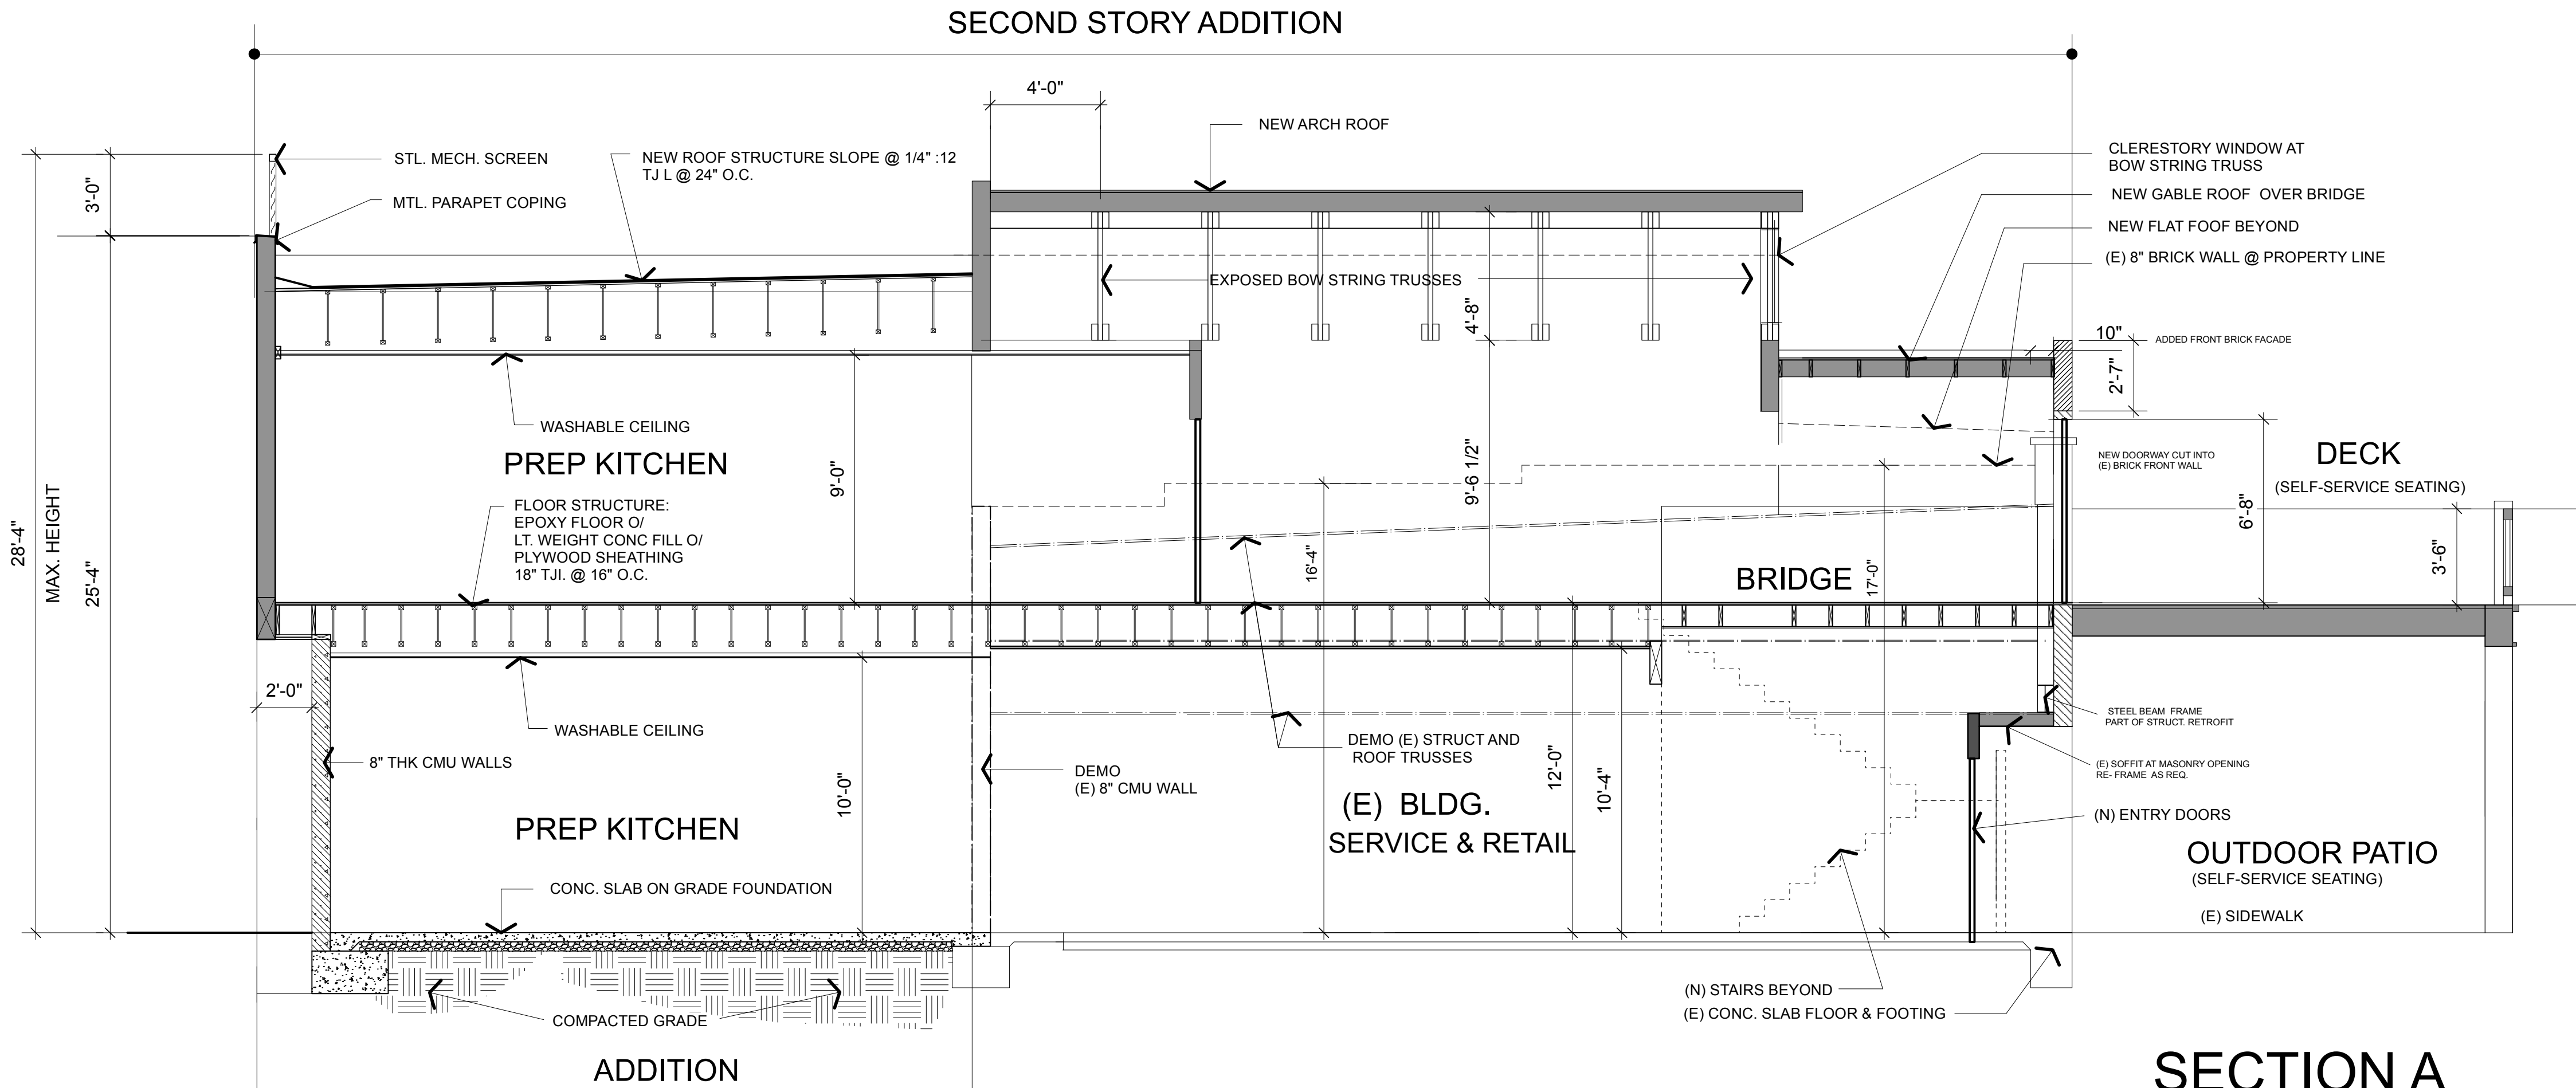 SECOND STORY ADDITION
4'-0"
NEW ARCH ROOF
STL. MECH. SCREEN
NEW ROOF STRUCTURE SLOPE @ 1/4" :12
TJ L @ 24" O.C.
MTL. PARAPET COPING
CLERESTORY WINDOW AT
BOW STRING TRUSS
NEW GABLE ROOF OVER BRIDGE
NEW FLAT FOOF BEYOND
(E) 8" BRICK WALL @ PROPERTY LINE
3'-0"
EXPOSED BOW STRING TRUSSES
4'-8"
10"
ADDED FRONT BRICK FACADE
2'-7"
WASHABLE CEILING
PREP KITCHEN
9'-0"
9'-6 1/2"
NEW DOORWAY CUT INTO
(E) BRICK FRONT WALL
DECK
(SELF-SERVICE SEATING)
6'-8"
3'-6"
28'-4"
MAX. HEIGHT
25'-4"
FLOOR STRUCTURE:
EPOXY FLOOR O/
LT. WEIGHT CONC FILL O/
PLYWOOD SHEATHING
18" TJI. @ 16" O.C.
16'-4"
BRIDGE
17'-0"
2'-0"
WASHABLE CEILING
8" THK CMU WALLS
DEMO (E) STRUCT AND
ROOF TRUSSES
DEMO
(E) 8" CMU WALL
12'-0"
10'-4"
10'-0"
STEEL BEAM FRAME
PART OF STRUCT. RETROFIT
(E) SOFFIT AT MASONRY OPENING
RE- FRAME AS REQ.
(N) ENTRY DOORS
PREP KITCHEN
(E) BLDG.
SERVICE & RETAIL
OUTDOOR PATIO
(SELF-SERVICE SEATING)
(E) SIDEWALK
CONC. SLAB ON GRADE FOUNDATION
(N) STAIRS BEYOND
(E) CONC. SLAB FLOOR & FOOTING
COMPACTED GRADE
ADDITION
SECTION A